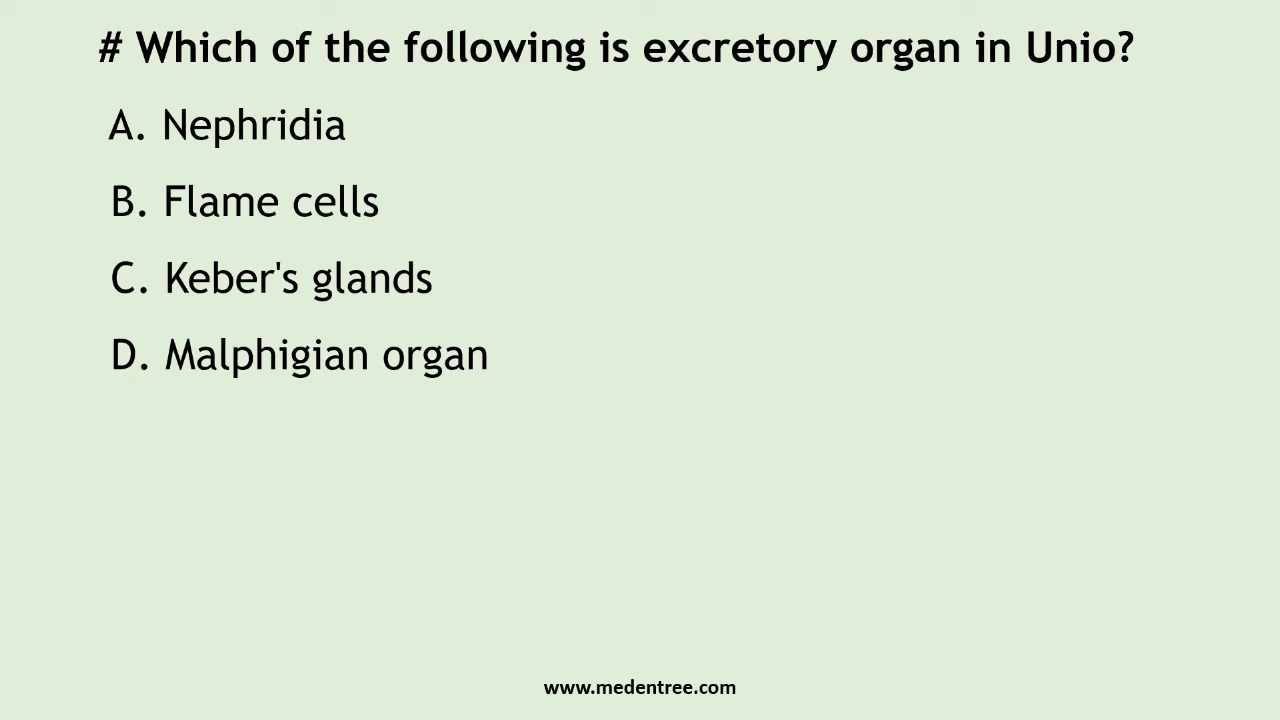 # Which of the following is excretory organ in Unio?
A. Nephridia
B. Flame cells
C. Keber's glands
D. Malphigian organ
www.medentree.com